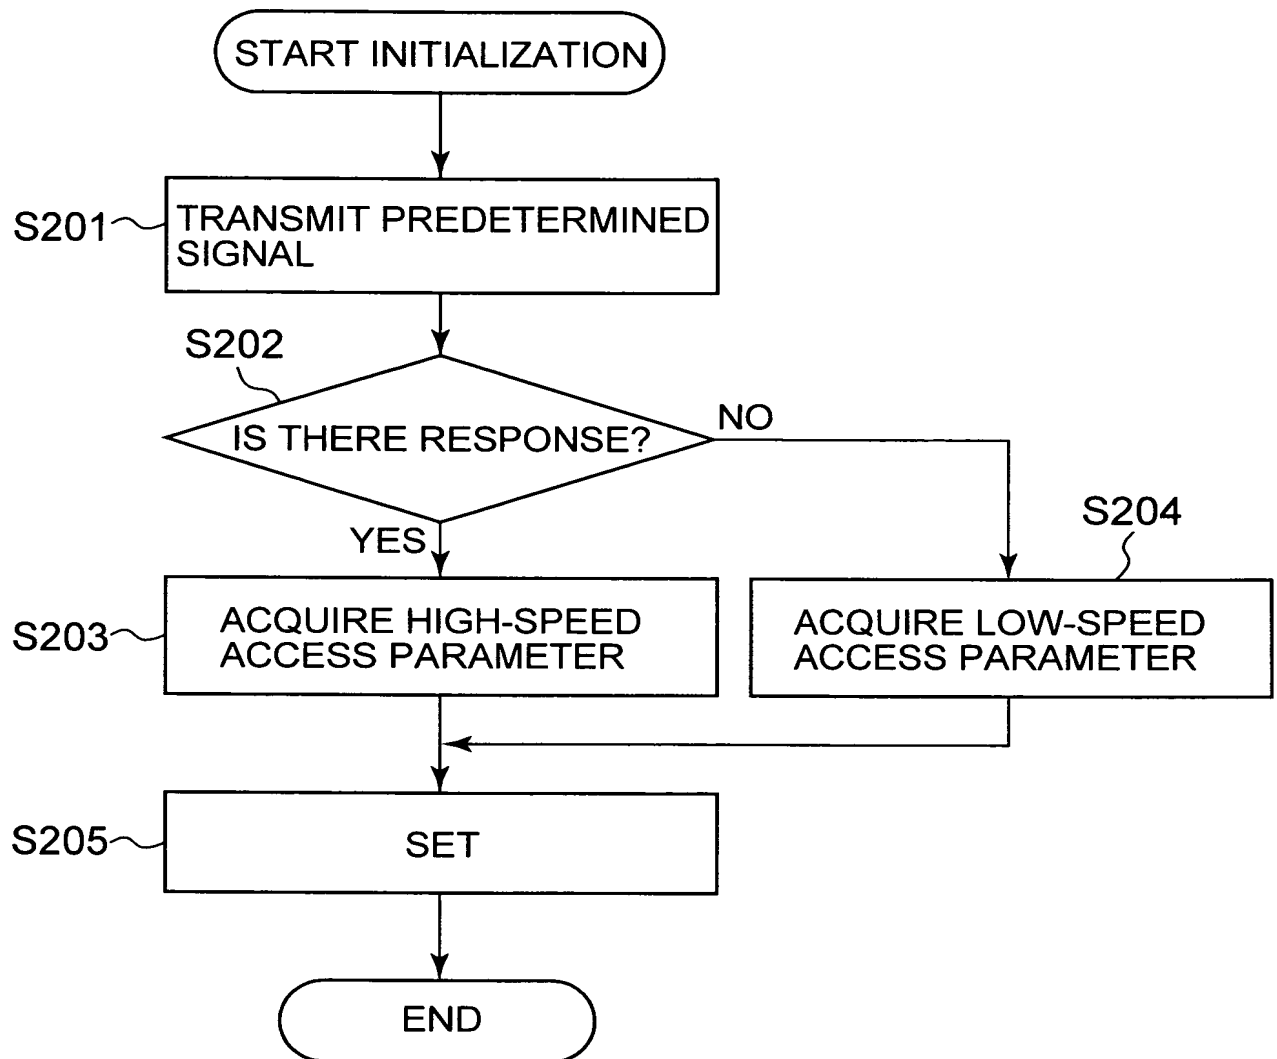 START INITIALIZATION
S201
TRANSMIT PREDETERMINED
SIGNAL
S202
IS THERE RESPONSE?
NO
YES
S204
S203
ACQUIRE HIGH-SPEED
ACCESS PARAMETER
ACQUIRE LOW-SPEED
ACCESS PARAMETER
S205
SET
END